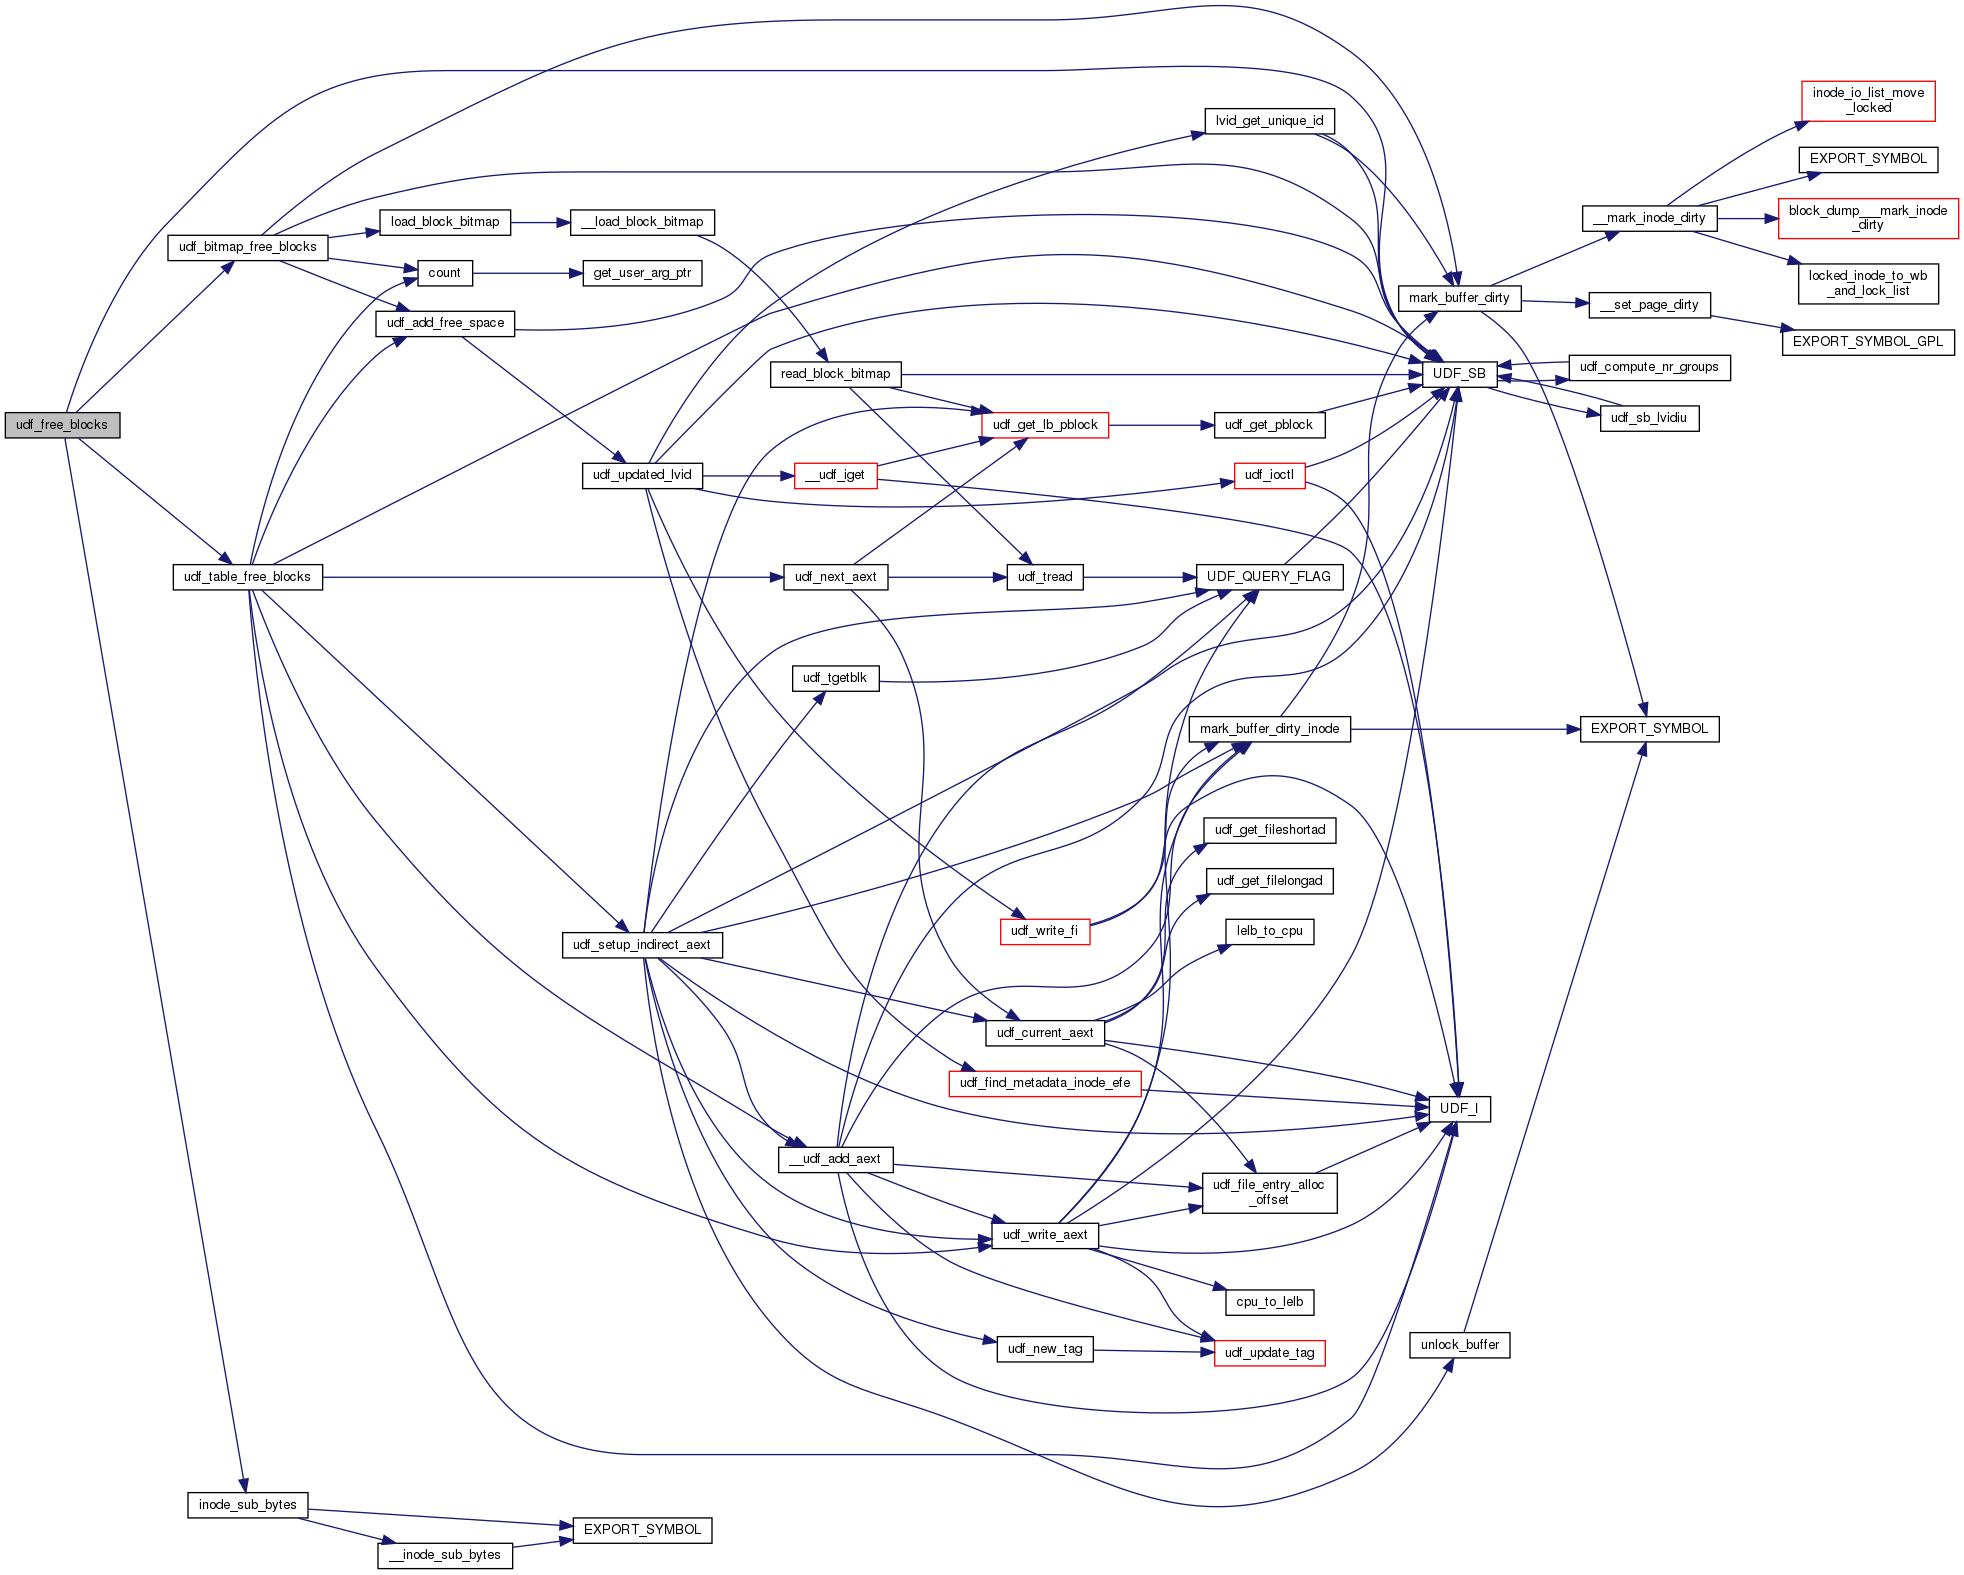 inode_io_list_move
_locked
lvid_get_unique_id
EXPORT_SYMBOL
load_block_bitmap
__load_block_bitmap
__mark_inode_dirty
block_dump___mark_inode
_dirty
udf_bitmap_free_blocks
count
get_user_arg_ptr
locked_inode_to_wb
_and_lock_list
mark_buffer_dirty
__set_page_dirty
udf_add_free_space
EXPORT_SYMBOL_GPL
read_block_bitmap
UDF_SB
udf_compute_nr_groups
udf_free_blocks
udf_get_lb_pblock
udf_get_pblock
udf_sb_lvidiu
udf_updated_lvid
__udf_iget
udf_ioctl
udf_table_free_blocks
udf_next_aext
udf_tread
UDF_QUERY_FLAG
udf_tgetblk
mark_buffer_dirty_inode
EXPORT_SYMBOL
udf_get_fileshortad
udf_get_filelongad
udf_write_fi
lelb_to_cpu
udf_setup_indirect_aext
udf_current_aext
udf_find_metadata_inode_efe
UDF_I
__udf_add_aext
udf_file_entry_alloc
_offset
udf_write_aext
cpu_to_lelb
udf_new_tag
udf_update_tag
unlock_buffer
inode_sub_bytes
EXPORT_SYMBOL
__inode_sub_bytes